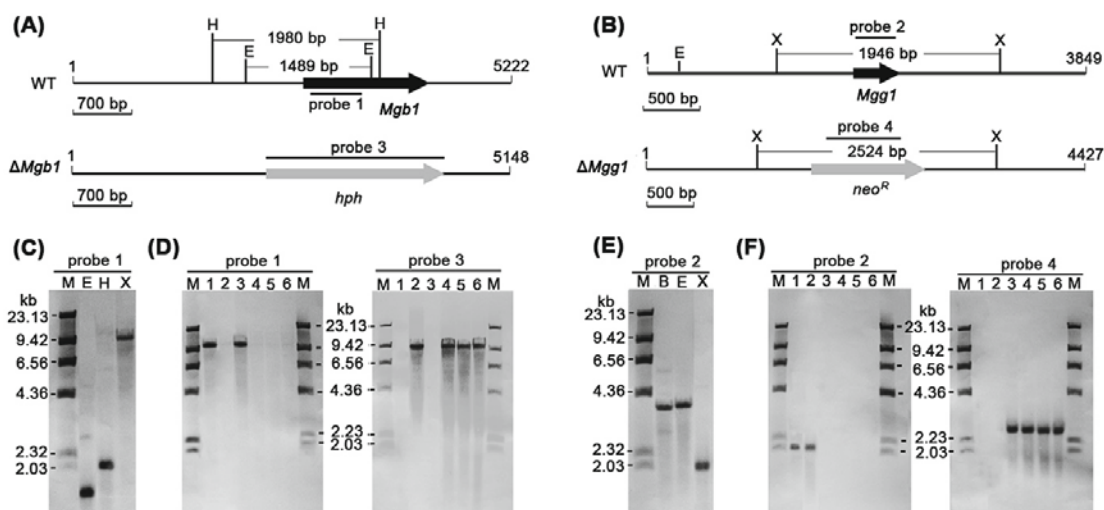 (A)
H
H
1980 bp
E
E
1489 bp
1
5222
WT
Mgb1
probe 1
700 bp
probe 3
1
5148
ΔMgb1
hph
700 bp
(B)
probe 2
X
X
1
E
1946 bp
3849
WT
Mgg1
500 bp
probe 4
X
X
1
2524 bp
4427
ΔMgg1
neoR
500 bp
(C)
probe 1
M E H X
kb
23.13
9.42
6.56
4.36
2.32
2.03
(D)
probe 1
1 2 3 4 5 6 M
kb
23.13
9.42
6.56
4.36
2.23
2.03
probe 3
M 1 2 3 4 5 6 M
(E)
probe 2
M B E X
kb
23.13
9.42
6.56
4.36
2.32
2.03
(F)
probe 2
M 1 2 3 4 5 6 M
kb
23.13
9.42
6.56
4.36
2.23
2.03
probe 4
M 1 2 3 4 5 6 M